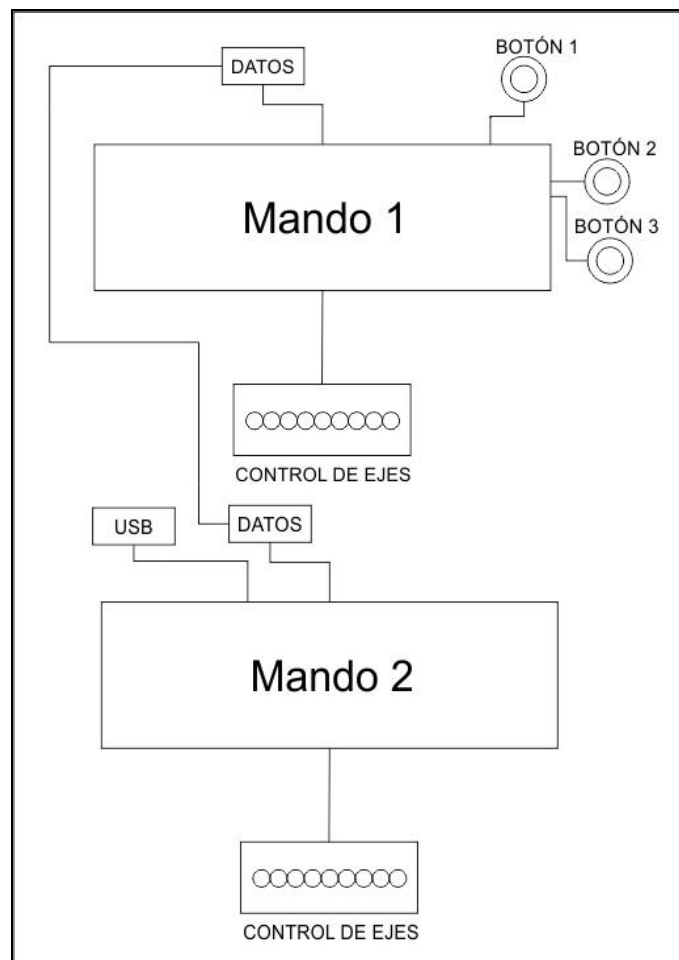 BOTÓN 1
DATOS
BOTÓN 2
Mando 1
BOTÓN 3
CONTROL DE EJES
USB
DATOS
Mando 2
CONTROL DE EJES